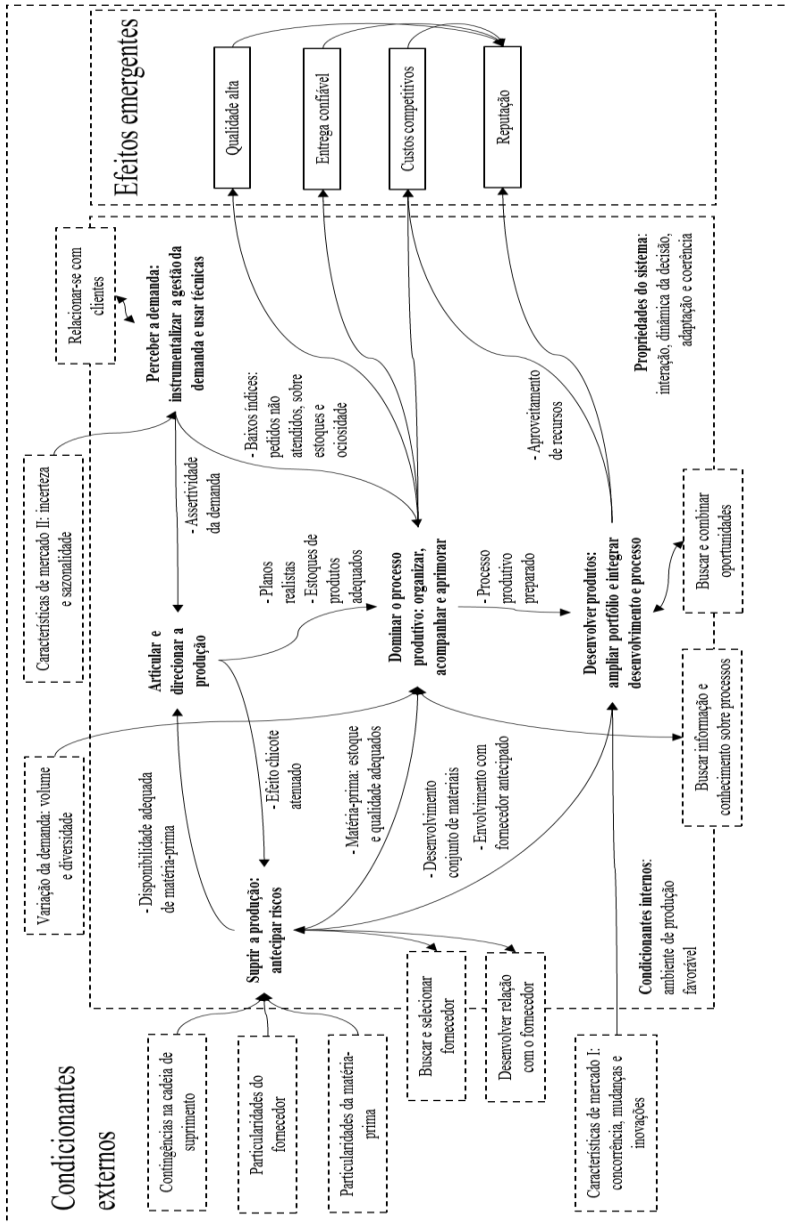 Condicionantes
externos
Variação da demanda: volume
e diversidade
Características de mercado II: incerteza
e sazonalidade
Relacionar-se com
clientes
Efeitos emergentes
Contingências na cadeia de
suprimento
Particularidades do
fornecedor
Particularidades da matéria-
prima
Buscar e selecionar
fornecedor
Desenvolver relação
com o fornecedor
Características de mercado I:
concorrência, mudanças e
inovações
- Disponibilidade adequada
de matéria-prima
Suprir a produção:
antecipar riscos
Articular e
direcionar a
produção
- Assertividade
da demanda
Perceber a demanda:
instrumentalizar a gestão da
demanda e usar técnicas
- Efeito chicote
atenuado
- Planos
realistas
- Estoques de
produtos
adequados
- Baixos índices:
pedidos não
atendidos, sobre
estoques e
ociosidade
- Matéria-prima: estoque
e qualidade adequados
Dominar o processo
produtivo: organizar,
acompanhar e aprimorar
- Desenvolvimento
conjunto de materiais
- Envolvimento com
fornecedor antecipado
- Processo
produtivo
preparado
- Aproveitamento
de recursos
Desenvolver produtos:
ampliar portfólio e integrar
desenvolvimento e processo
Condicionantes internos:
ambiente de produção
favorável
Propriedades do sistema:
interação, dinâmica da decisão,
adaptação e coerência
Buscar informação e
conhecimento sobre processos
Buscar e combinar
oportunidades
Qualidade alta
Entrega confiável
Custos competitivos
Reputação